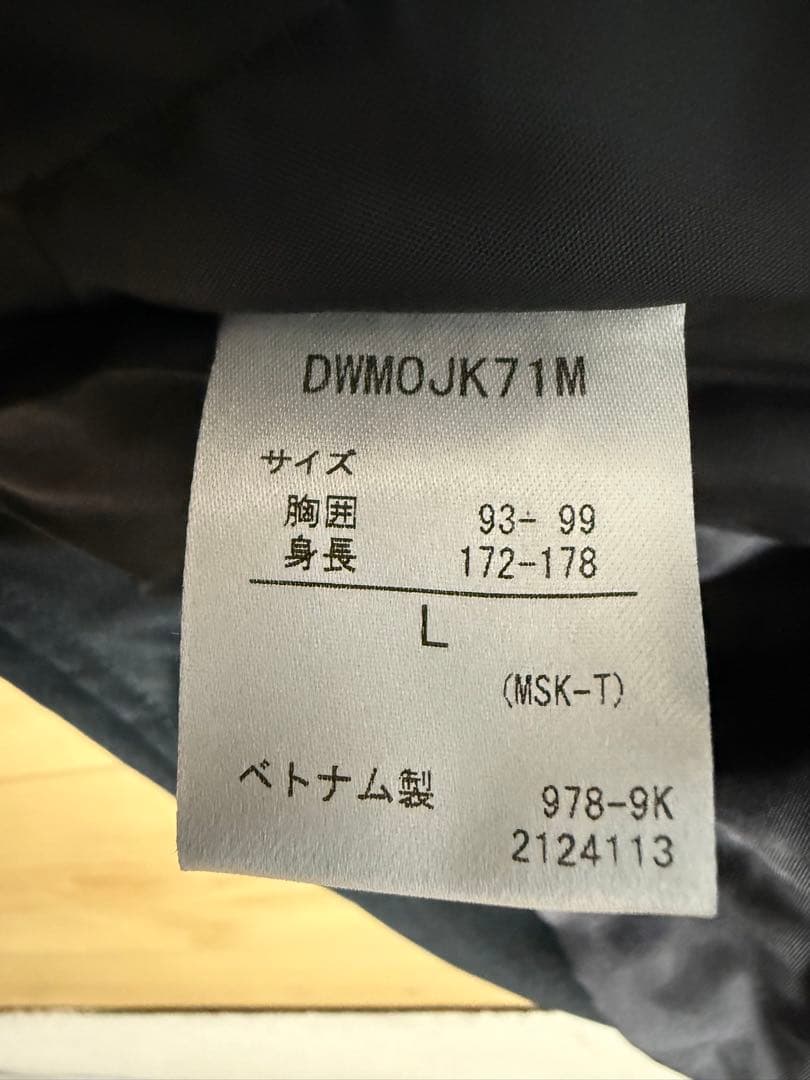 DWMOJK71M
サイズ
胸囲 93- 99
身長 172-178
L
(MSK-T)
ベトナム製 978-9K
2124113